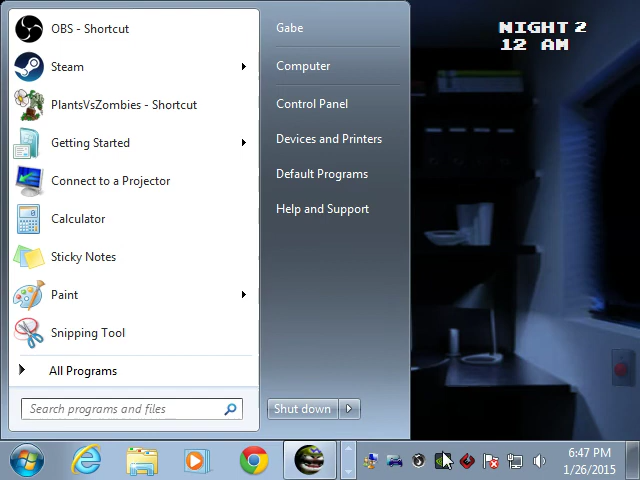 OBS - Shortcut
Steam
PlantsVsZombies - Shortcut
Getting Started
Connect to a Projector
Calculator
Sticky Notes
Paint
Snipping Tool
All Programs
Search programs and files
Gabe
Computer
Control Panel
Devices and Printers
Default Programs
Help and Support
Shut down
NIGHT 2
12 AM
6:47 PM
1/26/2015